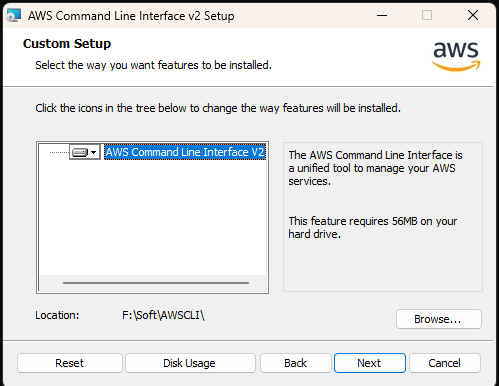 AWS Command Line Interface v2 Setup
Custom Setup
Select the way you want features to be installed.
aws
Click the icons in the tree below to change the way features will be installed.
AWS Command Line Interface V2
The AWS Command Line Interface is
a unified tool to manage your AWS
services.
This feature requires 56MB on your
hard drive.
Location: F:\Soft\AWSCLI\
Browse...
Reset Disk Usage Back Next Cancel